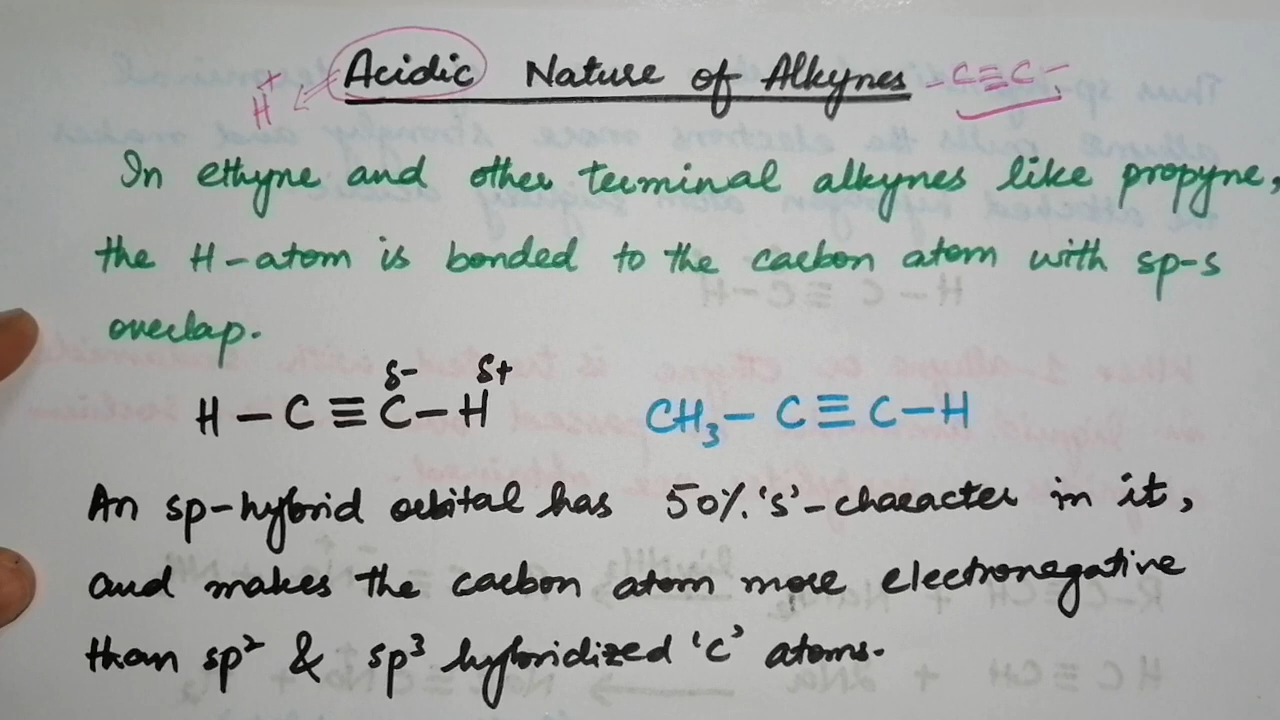 Acidic Nature of Alkynes -C≡C-
H+
In ethyne and other terminal alkynes like propyne,
the H-atom is bonded to the carbon atom with sp-s
overlap.
δ- δ+
H-C≡C-H CH₃-C≡C-H
An sp-hybrid orbital has 50% 's'-character in it,
and makes the carbon atom more electronegative
than sp² & sp³ hybridized 'c' atoms.